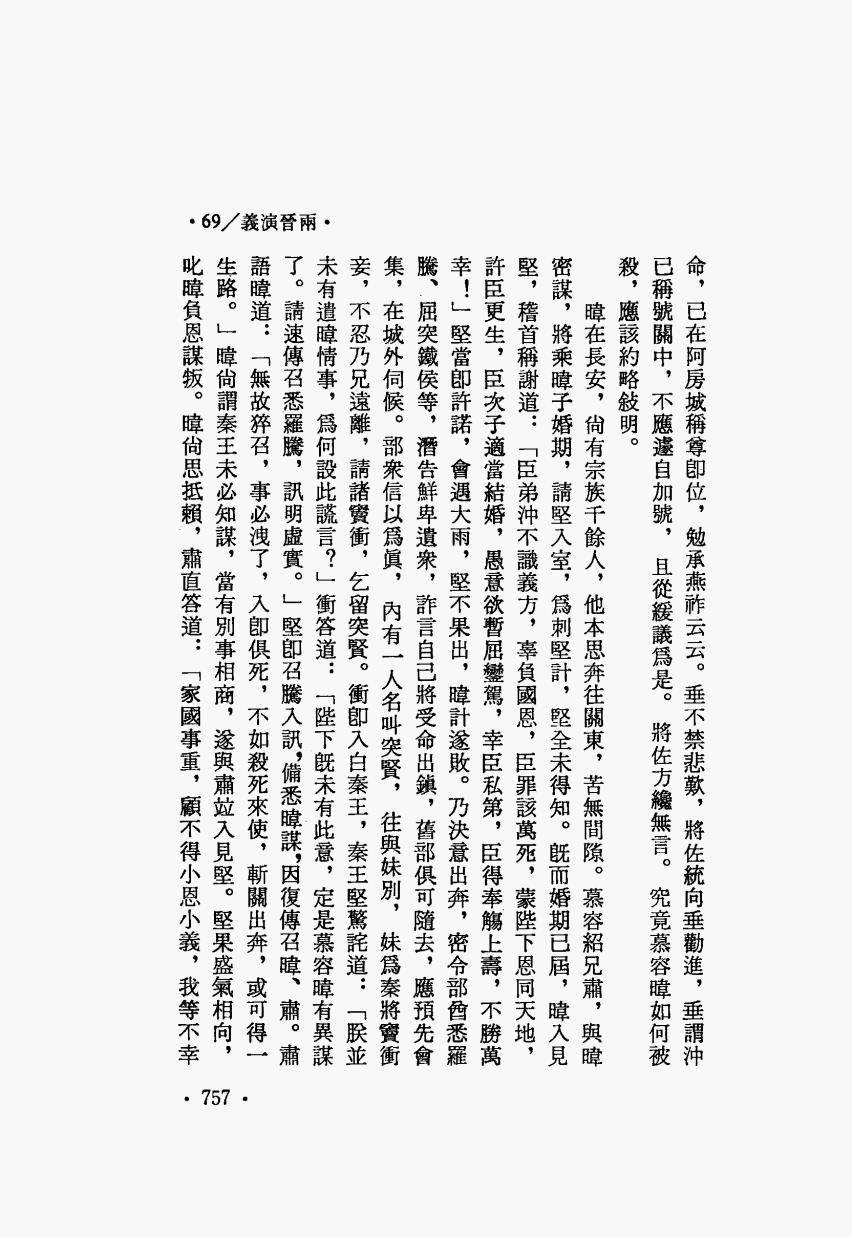 •69／義演晉兩•
命，已在阿房城稱尊卽位，勉承燕祚云云。垂不禁悲歎，將佐統向垂勸進，垂謂沖
已稱號關中，不應遽自加號，且從緩議爲是。將佐方纔無言。究竟慕容暐如何被
殺，應該約略敍明。
暐在長安，尙有宗族千餘人，他本思奔往關東，苦無間隙。慕容紹兄肅，與暐
密謀，將乘暐子婚期，請堅入室，爲刺堅計，堅全未得知。旣而婚期已屆，暐入見
堅，稽首稱謝道：「臣弟沖不識義方，辜負國恩，臣罪該萬死，蒙陛下恩同天地，
許臣更生，臣次子適當結婚，愚意欲暫屈鑾駕，幸臣私第，臣得奉觴上壽，不勝萬
幸！」堅當卽許諾，會遇大雨，堅不果出，暐計遂敗。乃決意出奔，密令部酋悉羅
騰、屈突鐵侯等，潛告鮮卑遺衆，詐言自己將受命出鎭，舊部俱可隨去，應預先會
集，在城外伺候。部衆信以爲眞，內有一人名叫突賢，往與妹別，妹爲秦將竇衝
妾，不忍乃兄遠離，請諸竇衝，乞留突賢。衝卽入白秦王，秦王堅驚詫道：「朕並
未有遣暐情事，爲何設此謊言？」衝答道：「陛下旣未有此意，定是慕容暐有異謀
了。請速傳召悉羅騰，訊明虛實。」堅卽召騰入訊，備悉暐謀，因復傳召暐、肅。肅
語暐道：「無故猝召，事必洩了，入卽俱死，不如殺死來使，斬關出奔，或可得一
生路。」暐尙謂秦王未必知謀，當有別事相商，遂與肅竝入見堅。堅果盛氣相向，
叱暐負恩謀叛。暐尙思抵賴，肅直答道：「家國事重，顧不得小恩小義，我等不幸
•757•